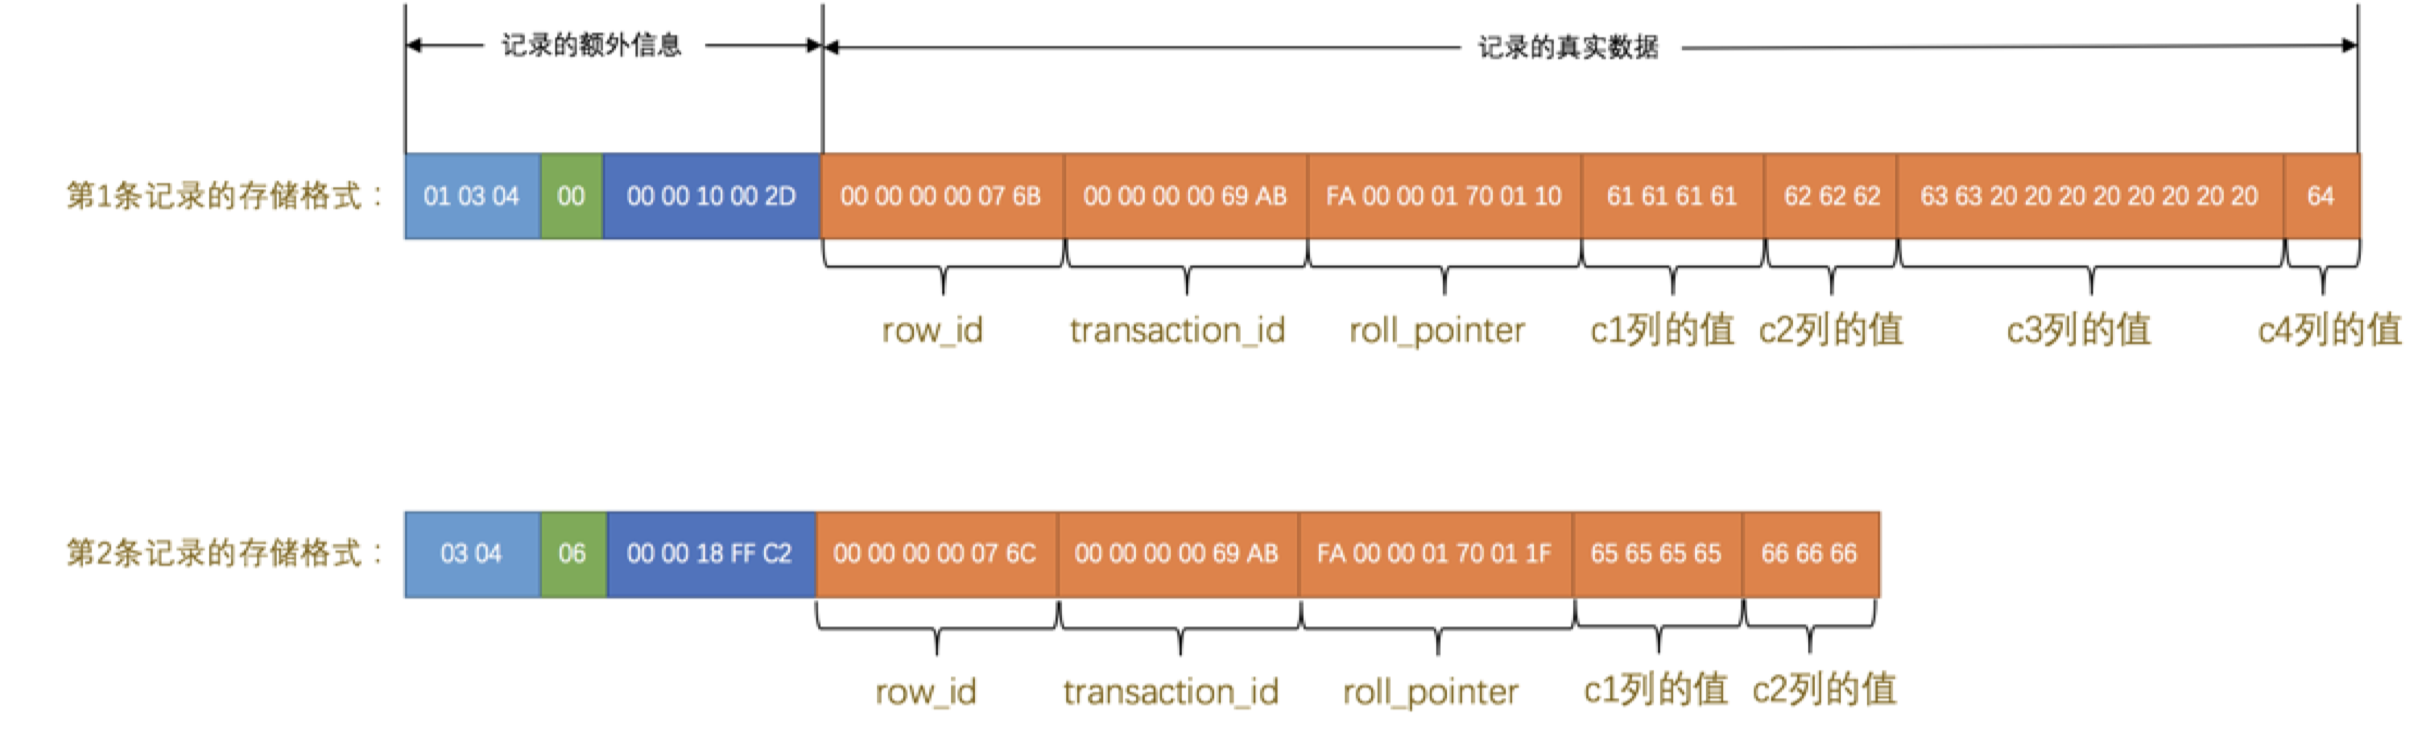 记录的额外信息 记录的真实数据
第1条记录的存储格式： 01 03 04 00 00 00 10 00 2D 00 00 00 00 07 6B 00 00 00 00 69 AB FA 00 00 01 70 01 10 61 61 61 61 62 62 62 63 63 20 20 20 20 20 20 20 20 64
row_id transaction_id roll_pointer c1列的值 c2列的值 c3列的值 c4列的值
第2条记录的存储格式： 03 04 06 00 00 18 FF C2 00 00 00 00 07 6C 00 00 00 00 69 AB FA 00 00 01 70 01 1F 65 65 65 65 66 66 66
row_id transaction_id roll_pointer c1列的值 c2列的值